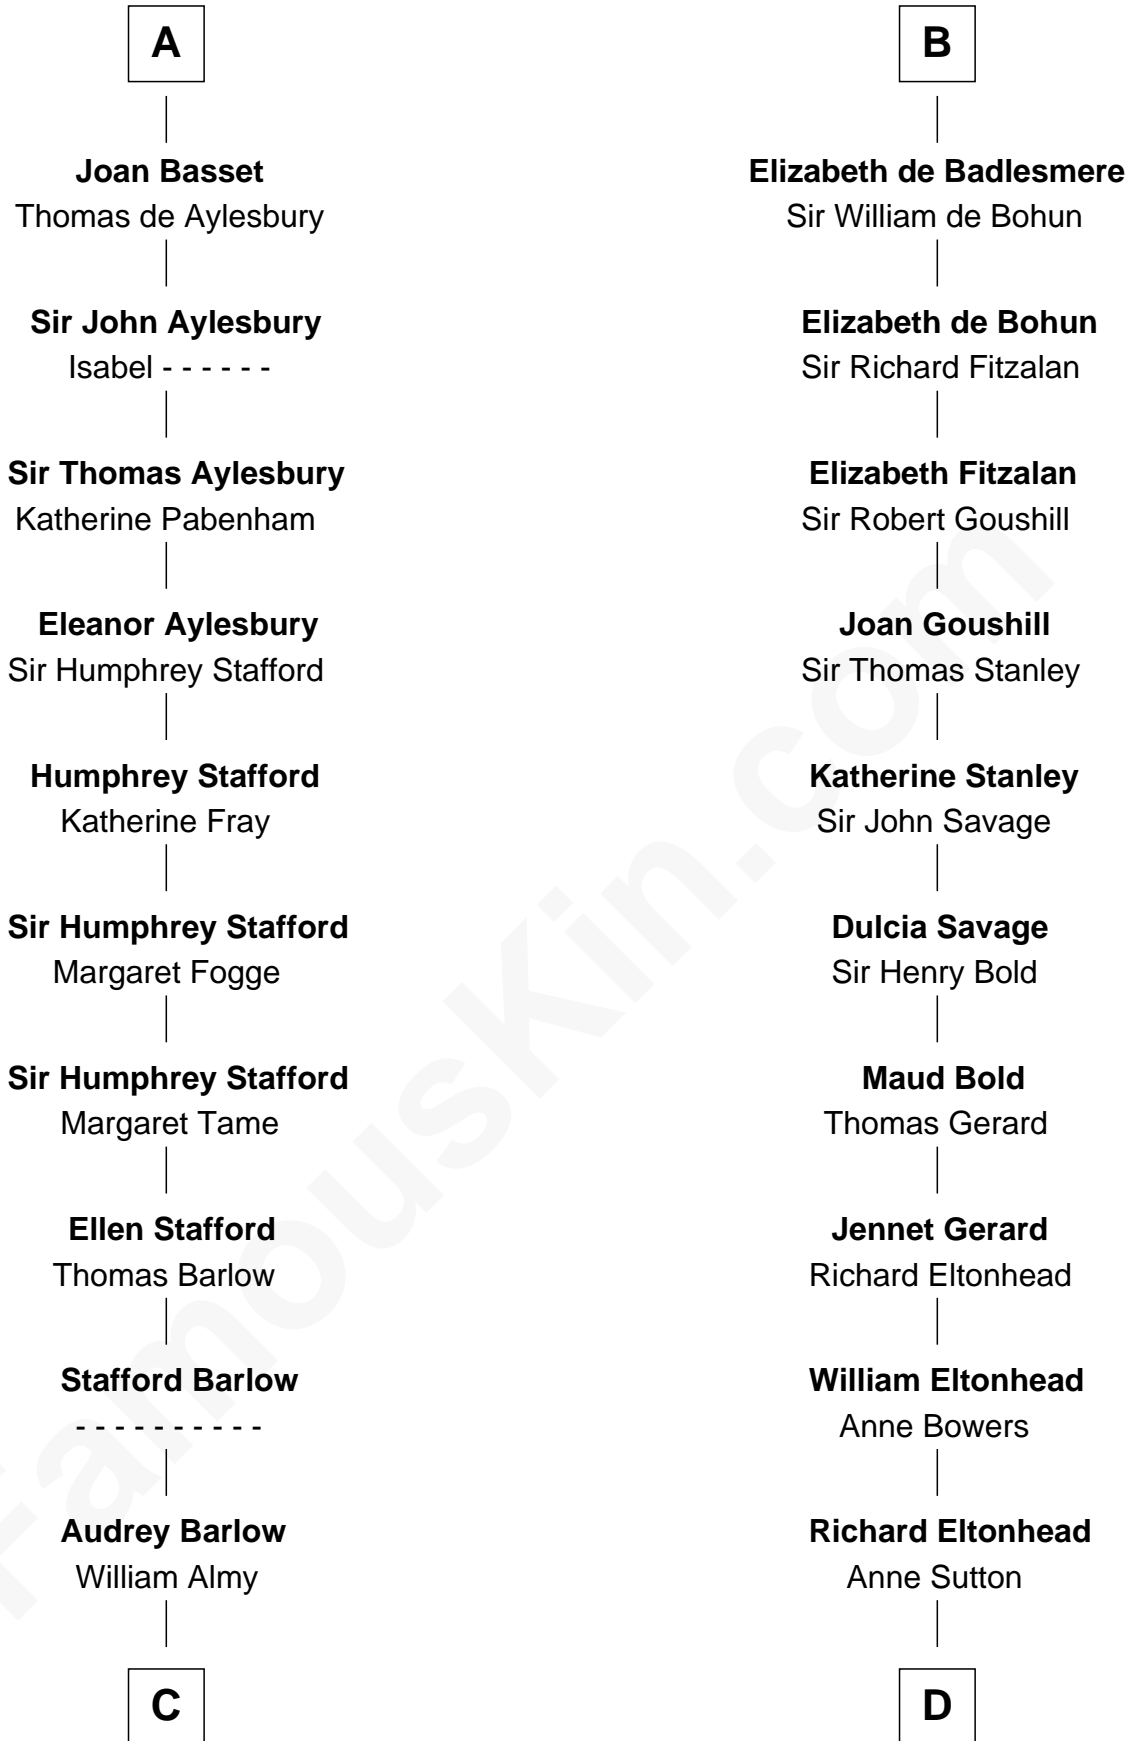 A
Joan Basset
Thomas de Aylesbury
Sir John Aylesbury
Isabel - - - - - -
Sir Thomas Aylesbury
Katherine Pabenham
Eleanor Aylesbury
Sir Humphrey Stafford
Humphrey Stafford
Katherine Fray
Sir Humphrey Stafford
Margaret Fogge
Sir Humphrey Stafford
Margaret Tame
Ellen Stafford
Thomas Barlow
Stafford Barlow
- - - - - - - - - -
Audrey Barlow
William Almy
C
B
Elizabeth de Badlesmere
Sir William de Bohun
Elizabeth de Bohun
Sir Richard Fitzalan
Elizabeth Fitzalan
Sir Robert Goushill
Joan Goushill
Sir Thomas Stanley
Katherine Stanley
Sir John Savage
Dulcia Savage
Sir Henry Bold
Maud Bold
Thomas Gerard
Jennet Gerard
Richard Eltonhead
William Eltonhead
Anne Bowers
Richard Eltonhead
Anne Sutton
D
FamousKin.com